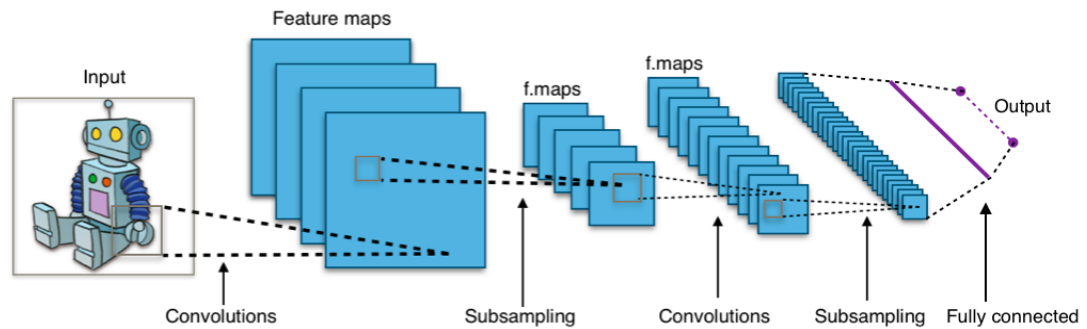 Feature maps
Input
f.maps
f.maps
Output
Convolutions
Subsampling
Convolutions
Subsampling
Fully connected